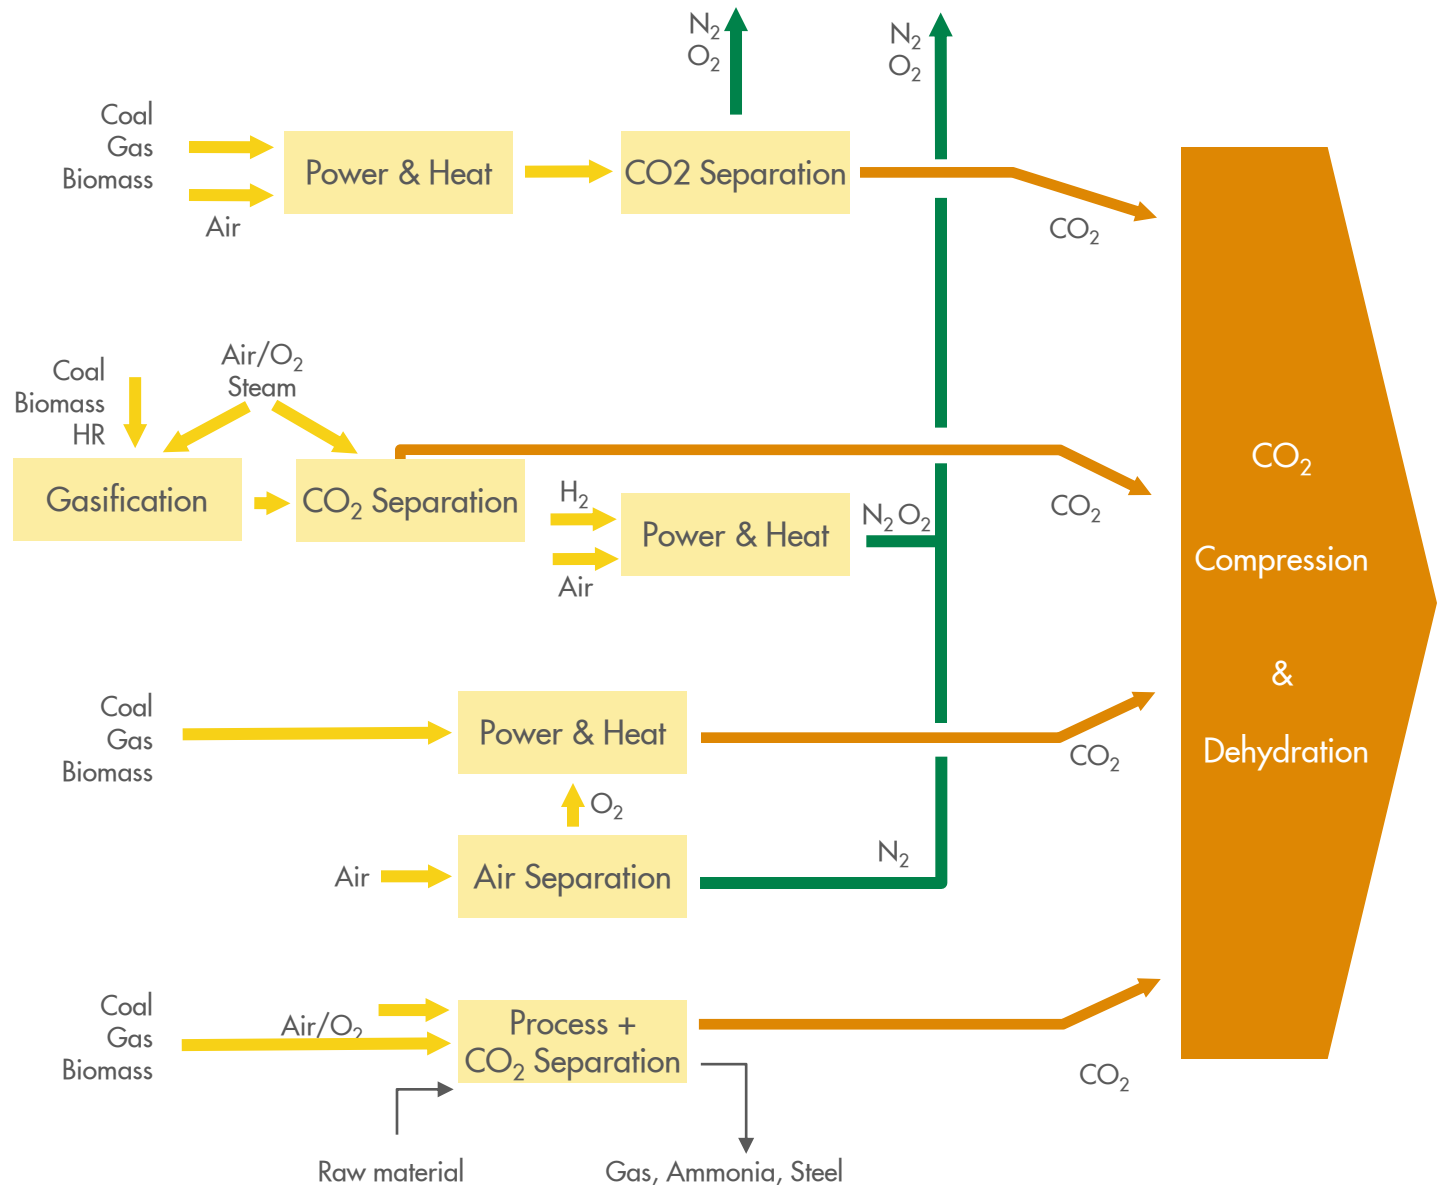 N₂
O₂
N₂
O₂
Coal
Gas
Biomass
Air
Power & Heat
CO2 Separation
CO₂
Coal
Biomass
HR
Air/O₂
Steam
Gasification
CO₂ Separation
H₂
Air
Power & Heat
N₂ O₂
CO₂
Coal
Gas
Biomass
Power & Heat
O₂
CO₂
Air
Air Separation
N₂
Coal
Gas
Biomass
Air/O₂
Process +
CO₂ Separation
CO₂
Raw material
Gas, Ammonia, Steel
CO₂
Compression
&
Dehydration